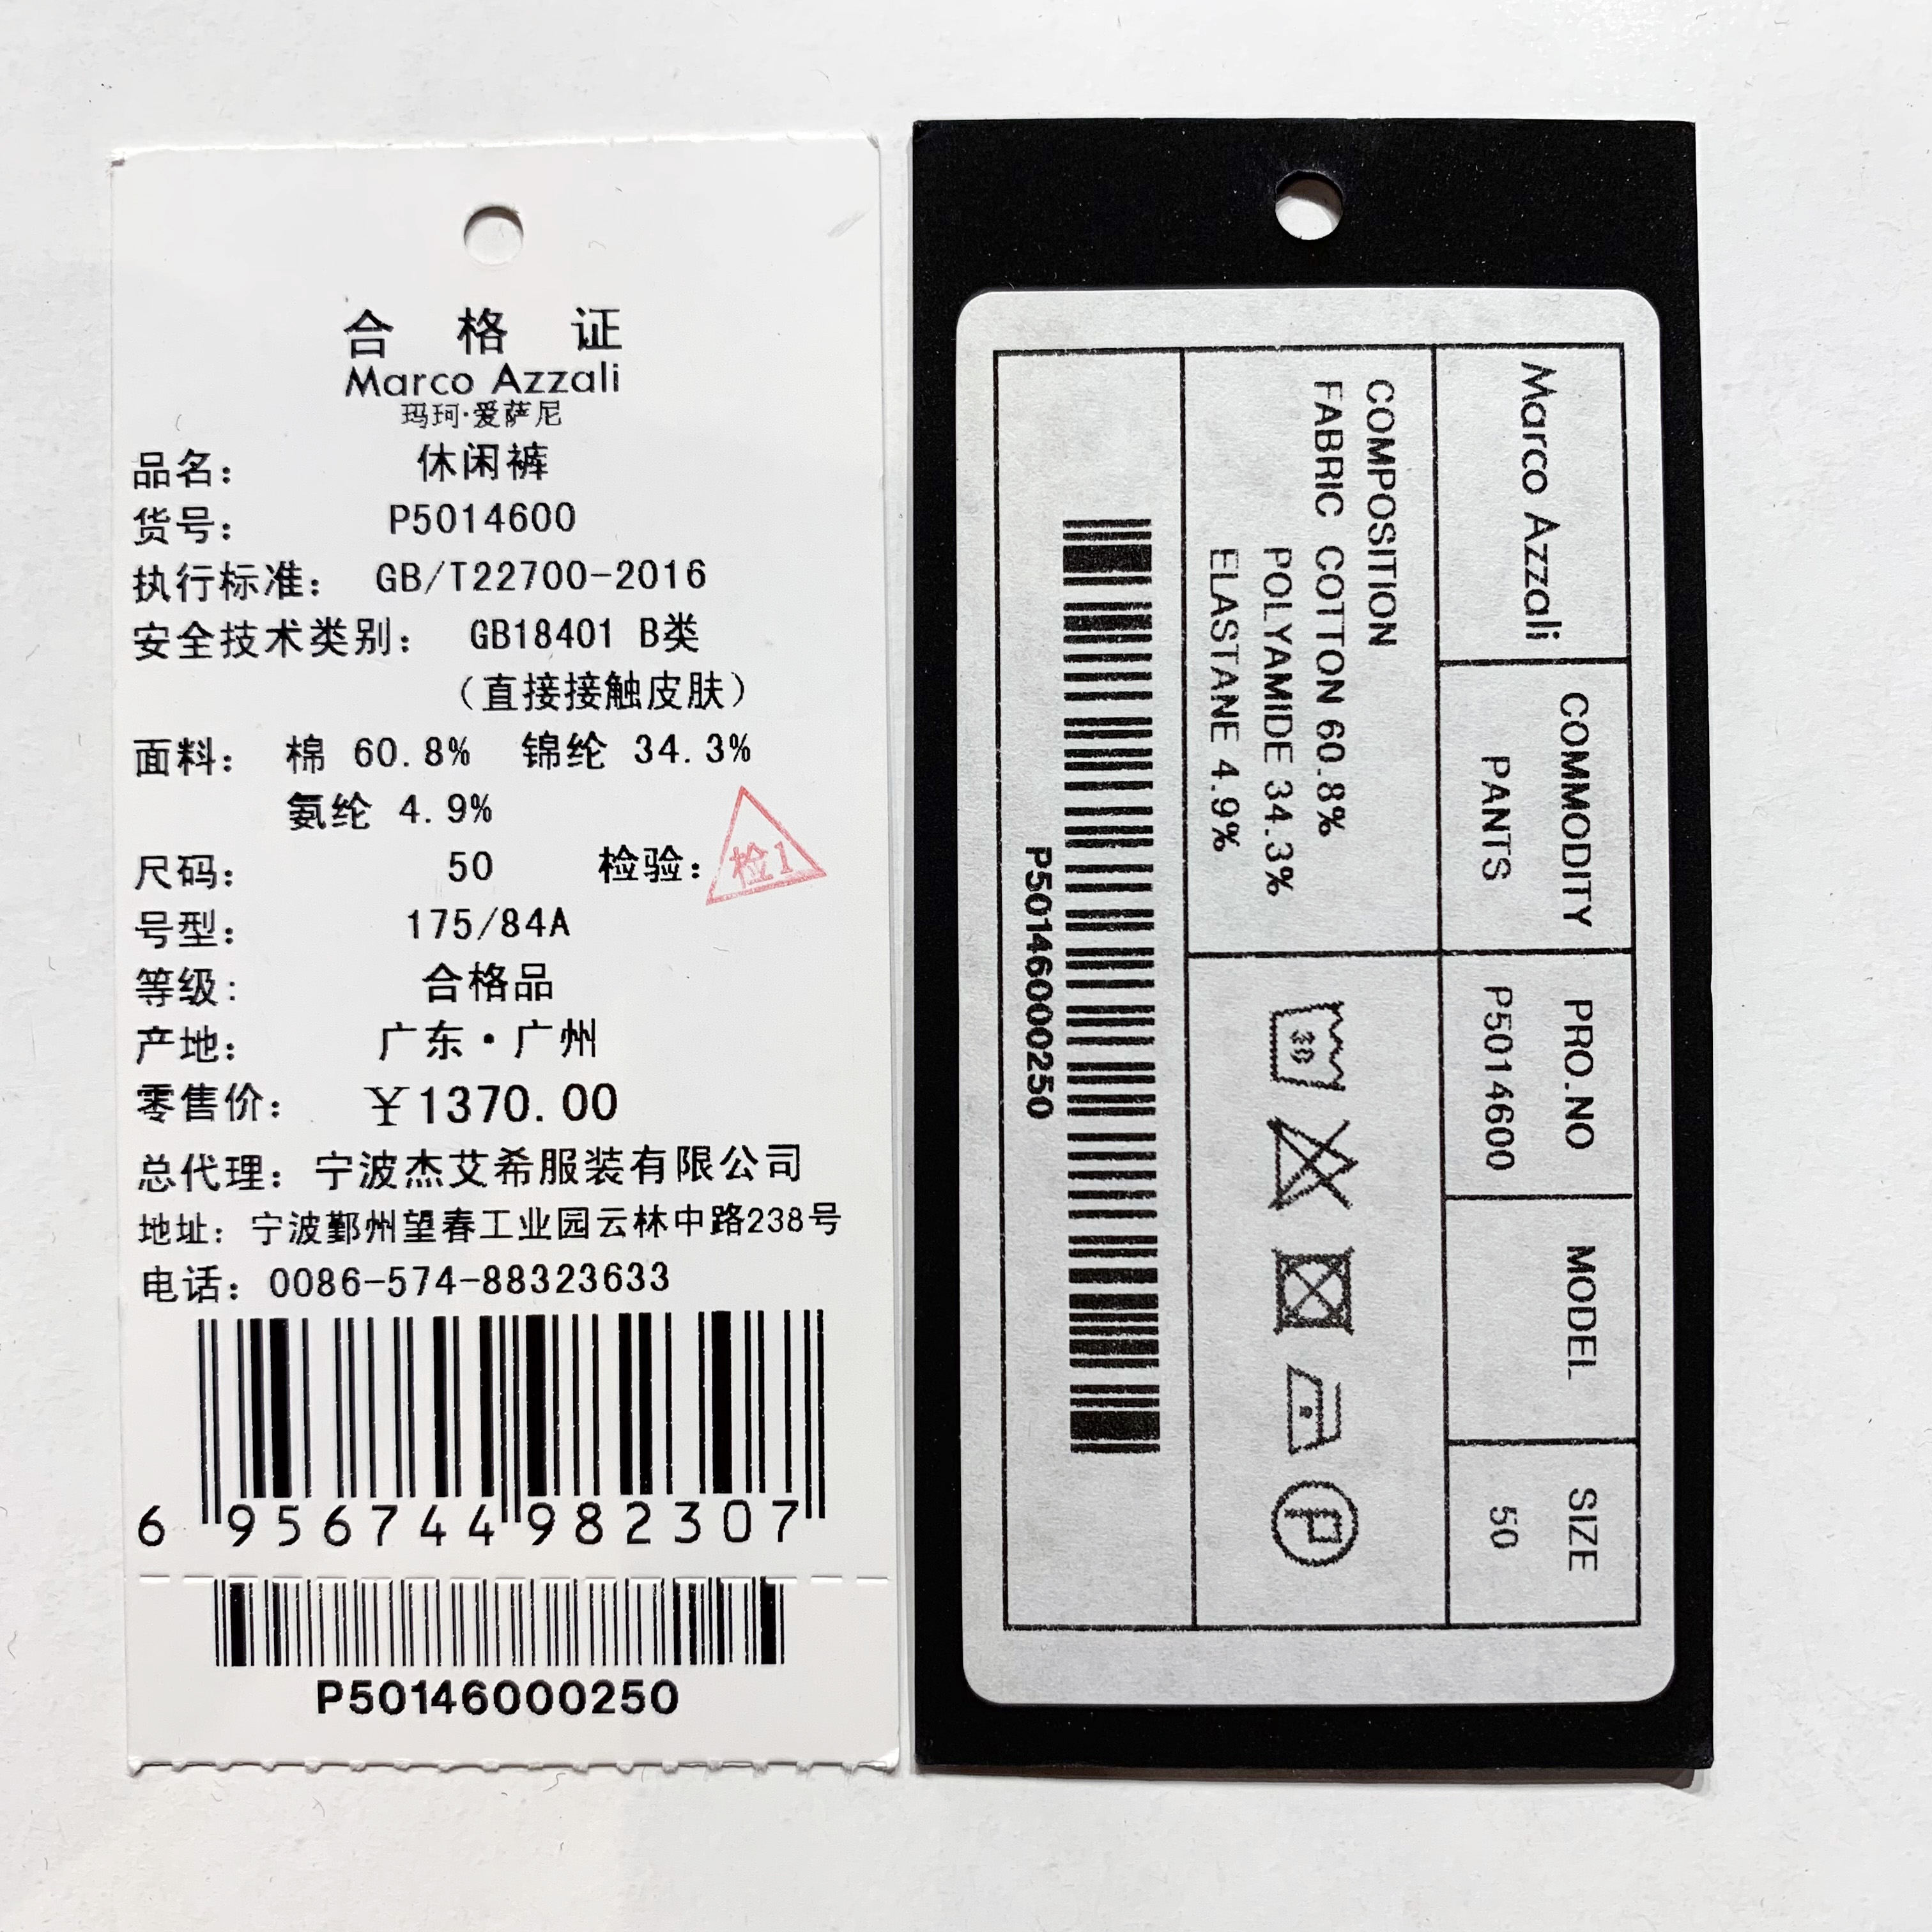 合格证
Marco Azzali
玛珂·爱萨尼
品名： 休闲裤
货号： P5014600
执行标准： GB/T22700-2016
安全技术类别： GB18401 B类
（直接接触皮肤）
面料： 棉 60.8% 锦纶 34.3%
氨纶 4.9%
尺码： 50 检验： 检1
号型： 175/84A
等级： 合格品
产地： 广东·广州
零售价： ￥1370.00
总代理： 宁波杰艾希服装有限公司
地址： 宁波鄞州望春工业园云林中路238号
电话： 0086-574-88323633
6 956744 982307
P50146000250
Marco Azzali
COMMODITY
PANTS
PRO.NO
P5014600
MODEL
SIZE
50
COMPOSITION
FABRIC COTTON 60.8%
POLYAMIDE 34.3%
ELASTANE 4.9%
30
P
P50146000250